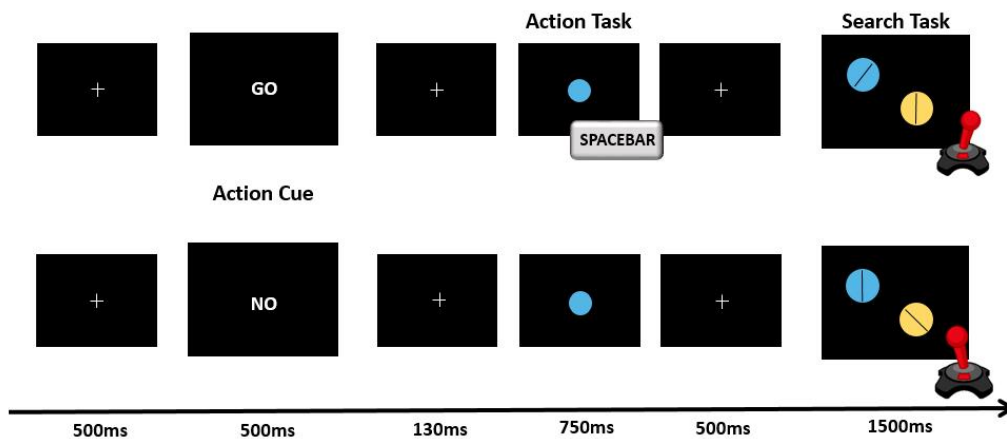 Action Task
Search Task
GO
SPACEBAR
Action Cue
NO
500ms
500ms
130ms
750ms
500ms
1500ms